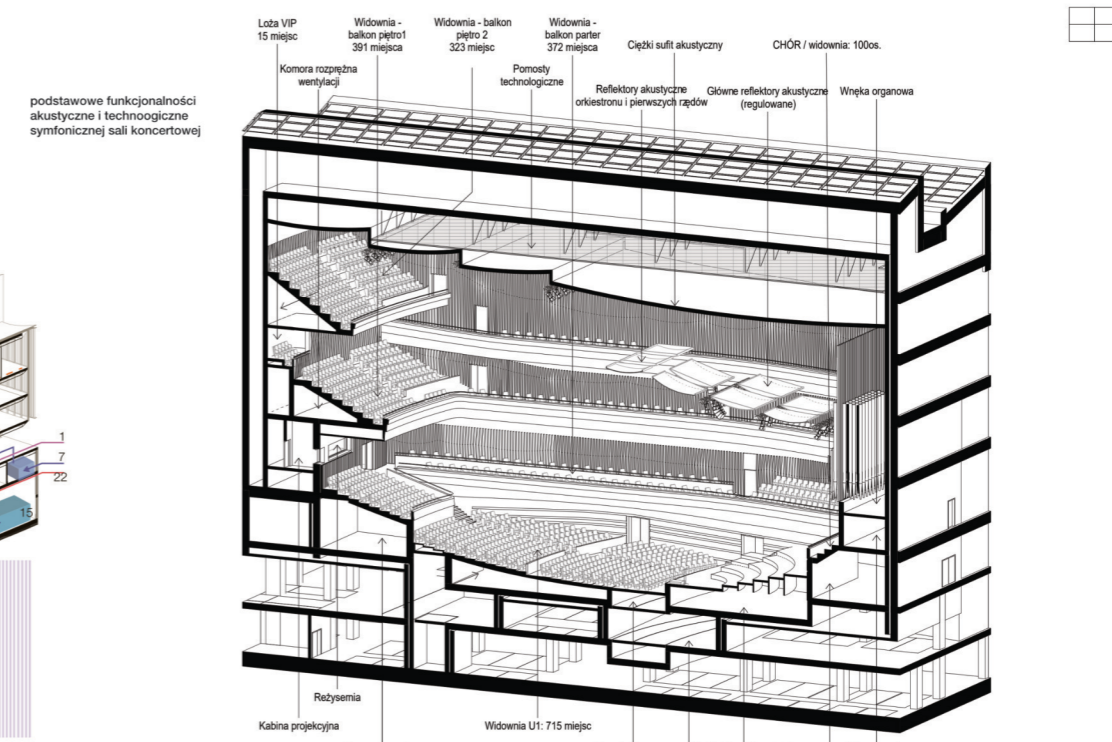 Loża VIP
15 miejsc
Widownia -
balkon piętro1
391 miejsca
Widownia - balkon
piętro 2
323 miejsc
Widownia -
balkon parter
372 miejsca
Ciężki sufit akustyczny
CHÓR / widownia: 100os.
Komora rozprężna
wentylacji
Pomosty
technologiczne
Reflektory akustyczne
orkiestronu i pierwszych rzędów
Główne reflektory akustyczne
(regulowane)
Wnęka organowa
podstawowe funkcjonalności
akustyczne i technoogiczne
symfonicznej sali koncertowej
1
7
22
15
Reżysernia
Kabina projekcyjna
Widownia U1: 715 miejsc